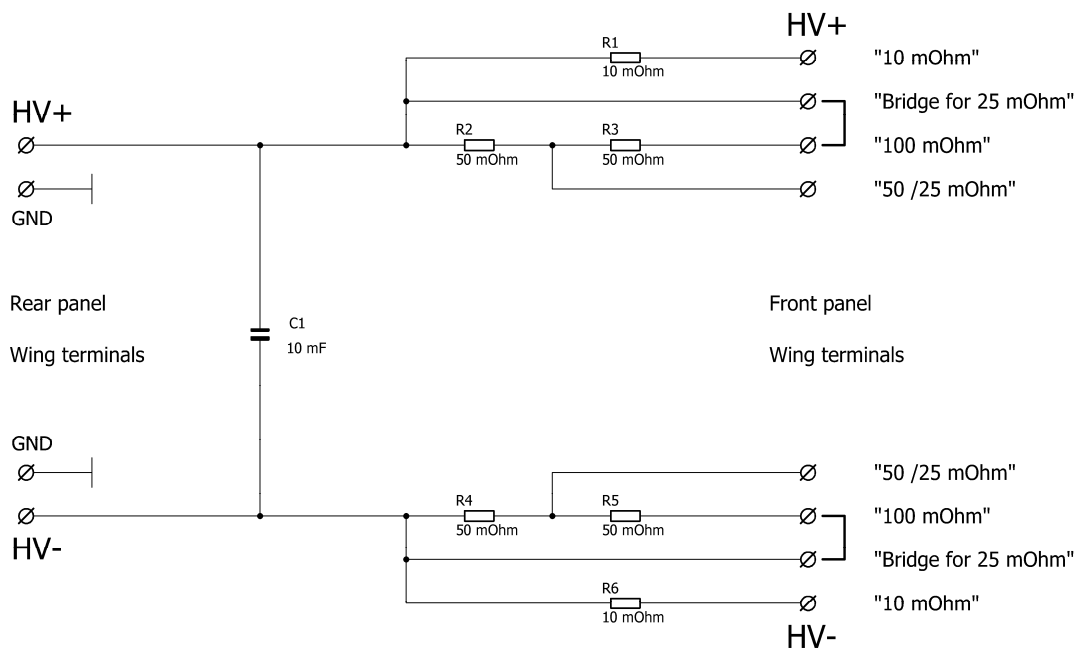 HV+
R1
10 mOhm
"10 mOhm"
"Bridge for 25 mOhm"
HV+
R2
50 mOhm
R3
50 mOhm
"100 mOhm"
"50 /25 mOhm"
GND
Rear panel
Wing terminals
C1
10 mF
Front panel
Wing terminals
GND
"50 /25 mOhm"
HV-
R4
50 mOhm
R5
50 mOhm
"100 mOhm"
"Bridge for 25 mOhm"
R6
10 mOhm
"10 mOhm"
HV-